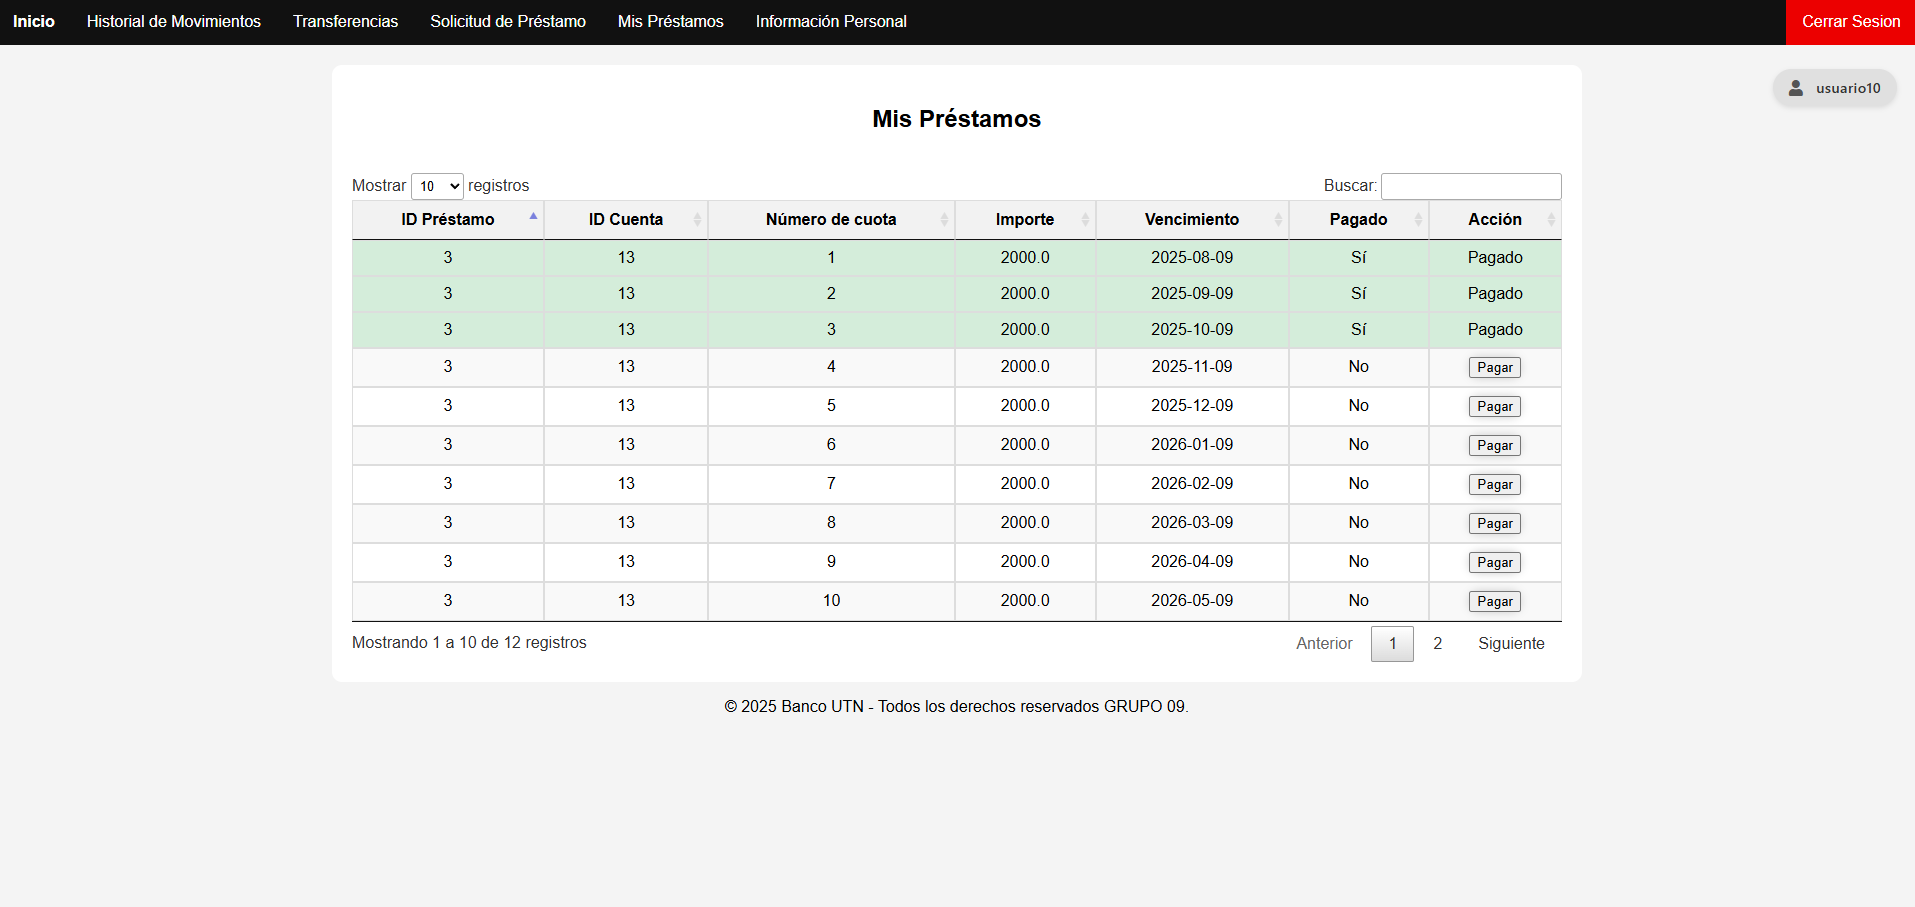 Inicio Historial de Movimientos Transferencias Solicitud de Préstamo Mis Préstamos Información Personal Cerrar Sesion
usuario10
Mis Préstamos
Mostrar 10 registros Buscar:
ID Préstamo ID Cuenta Número de cuota Importe Vencimiento Pagado Acción
3 13 1 2000.0 2025-08-09 Sí Pagado
3 13 2 2000.0 2025-09-09 Sí Pagado
3 13 3 2000.0 2025-10-09 Sí Pagado
3 13 4 2000.0 2025-11-09 No Pagar
3 13 5 2000.0 2025-12-09 No Pagar
3 13 6 2000.0 2026-01-09 No Pagar
3 13 7 2000.0 2026-02-09 No Pagar
3 13 8 2000.0 2026-03-09 No Pagar
3 13 9 2000.0 2026-04-09 No Pagar
3 13 10 2000.0 2026-05-09 No Pagar
Mostrando 1 a 10 de 12 registros Anterior 1 2 Siguiente
© 2025 Banco UTN - Todos los derechos reservados GRUPO 09.